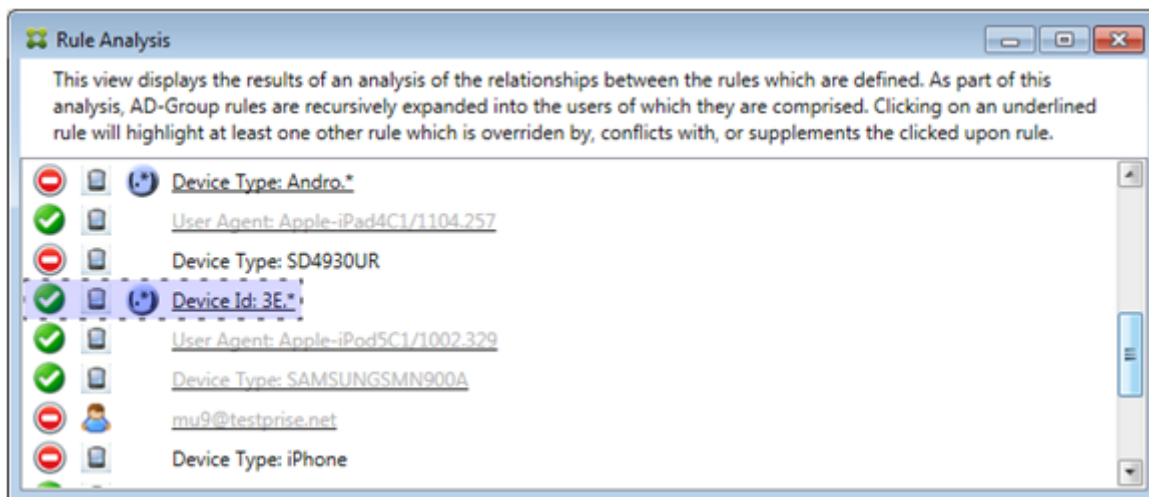 Rule Analysis
This view displays the results of an analysis of the relationships between the rules which are defined. As part of this
analysis, AD-Group rules are recursively expanded into the users of which they are comprised. Clicking on an underlined
rule will highlight at least one other rule which is overriden by, conflicts with, or supplements the clicked upon rule.
(.*) Device Type: Andro.*
User Agent: Apple-iPad4C1/1104.257
Device Type: SD4930UR
(.*) Device Id: 3E.*
User Agent: Apple-iPod5C1/1002.329
Device Type: SAMSUNGSMN900A
mu9@testprise.net
Device Type: iPhone